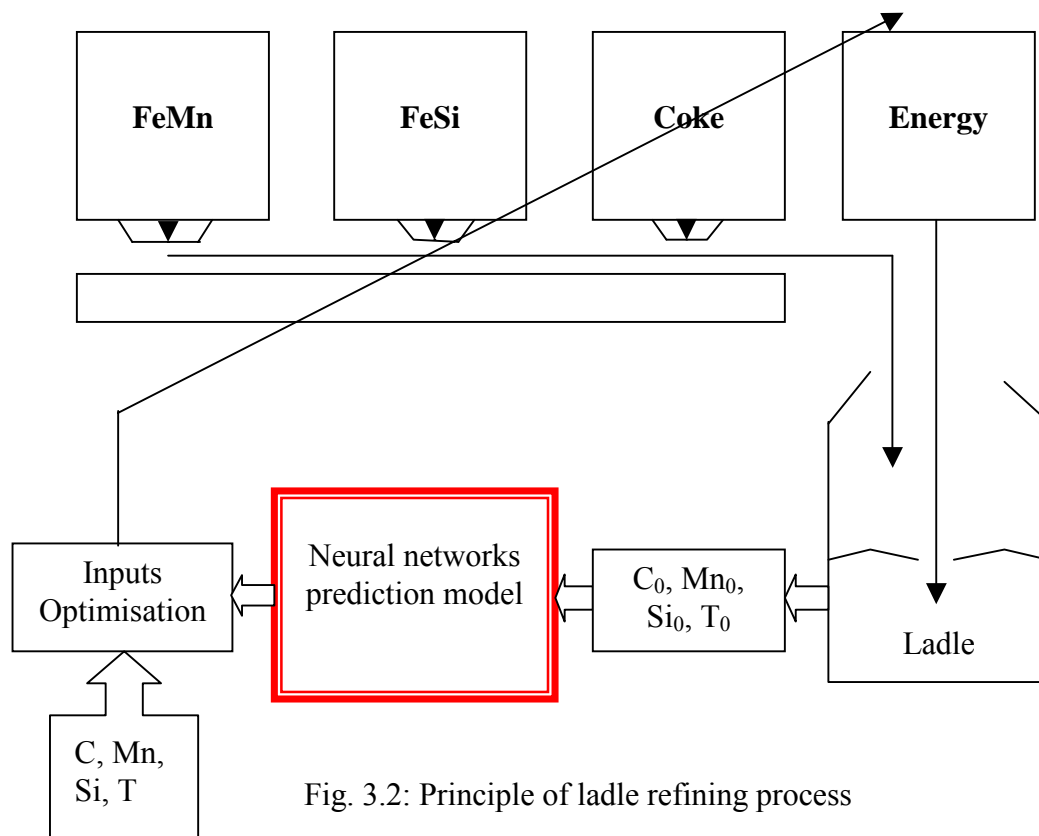 FeMn
FeSi
Coke
Energy
Neural networks
prediction model
Inputs
Optimisation
C₀, Mn₀,
Si₀, T₀
Ladle
C, Mn,
Si, T
Fig. 3.2: Principle of ladle refining process